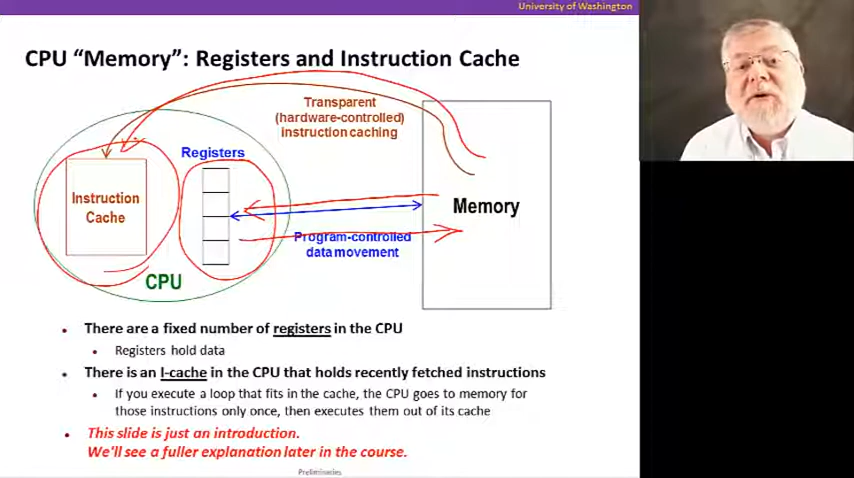 University of Washington
CPU “Memory”: Registers and Instruction Cache
Transparent
(hardware-controlled)
instruction caching
Registers
Instruction
Cache
Memory
Program-controlled
data movement
CPU
• There are a fixed number of registers in the CPU
• Registers hold data
• There is an I-cache in the CPU that holds recently fetched instructions
• If you execute a loop that fits in the cache, the CPU goes to memory for
those instructions only once, then executes them out of its cache
• This slide is just an introduction.
We'll see a fuller explanation later in the course.
Preliminaries